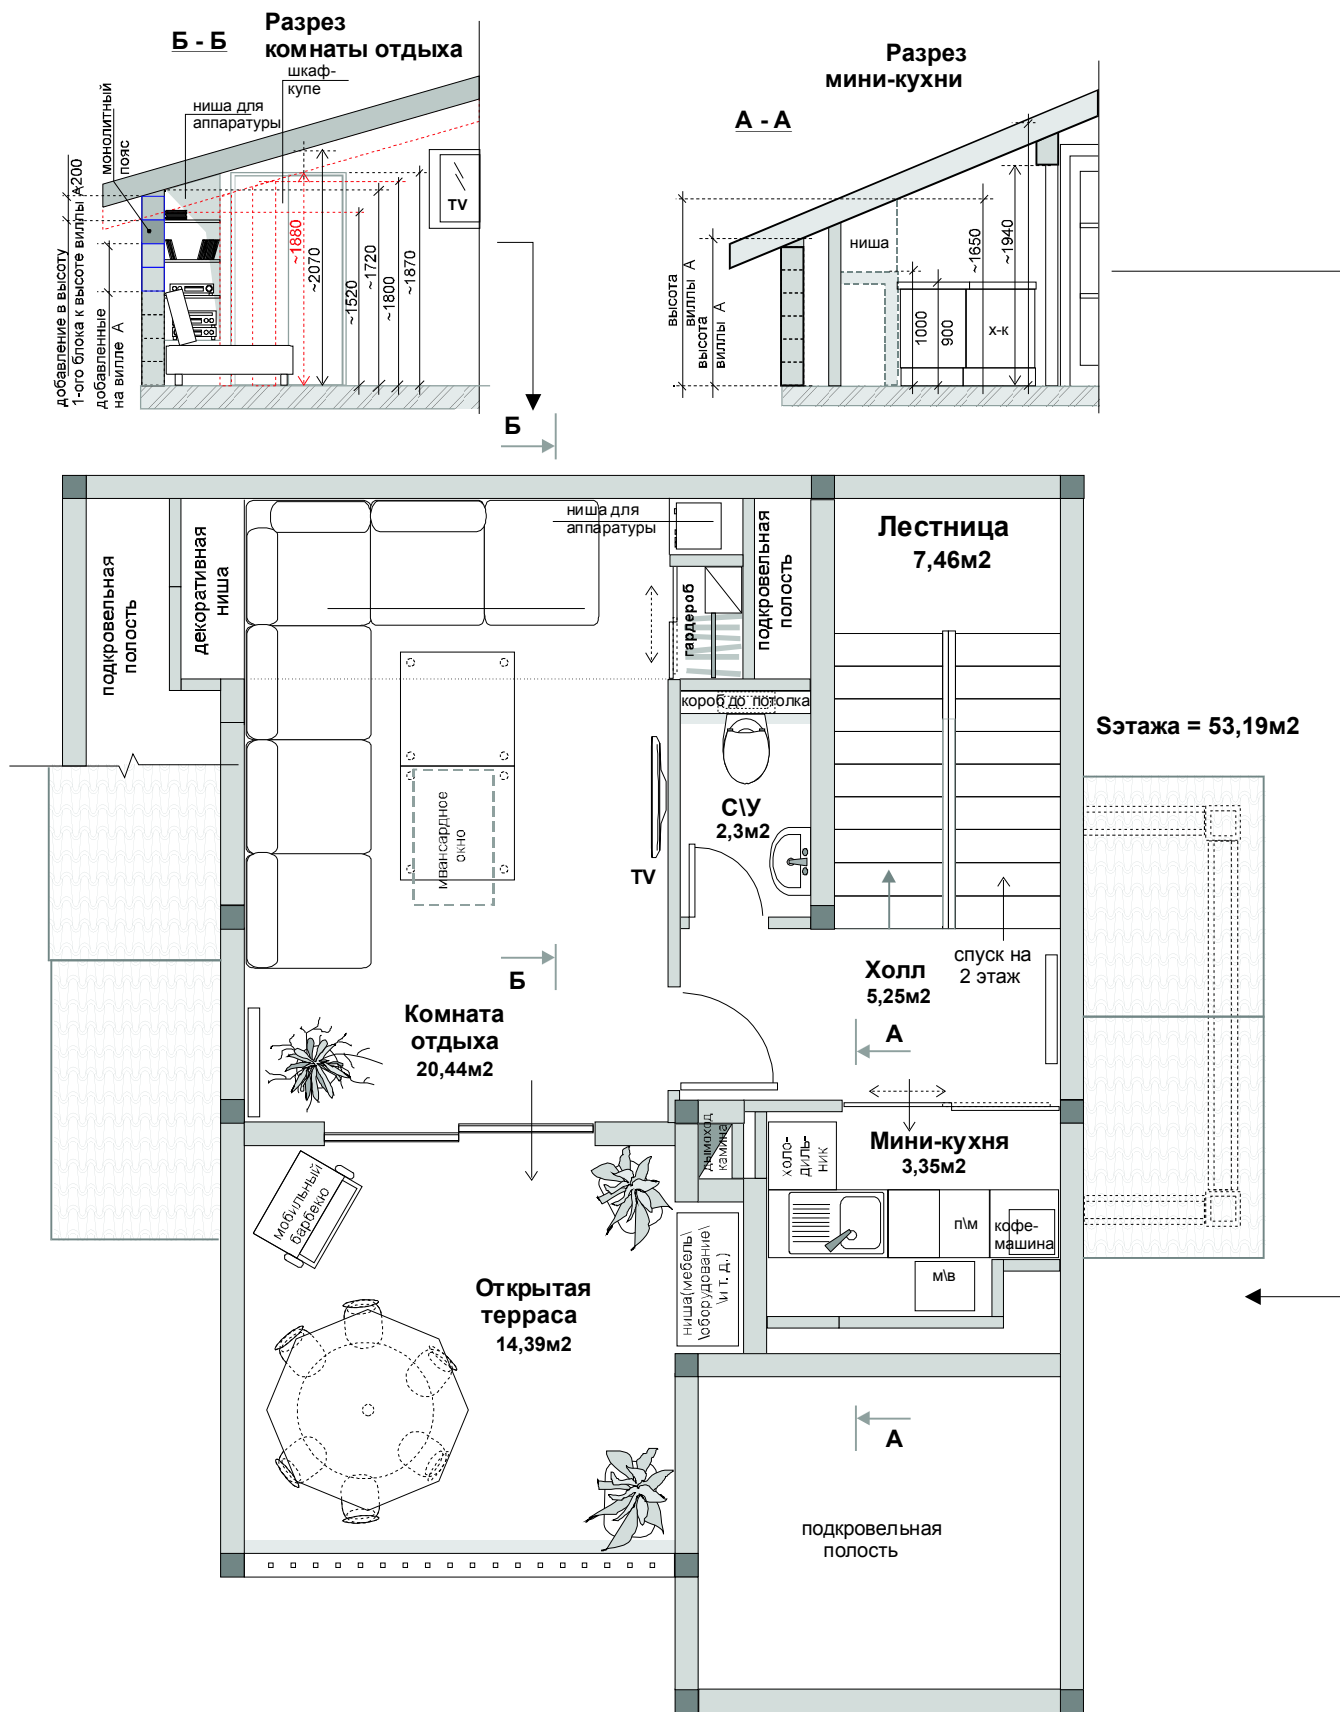 Б - Б
Разрез
комнаты отдыха
шкаф-
купе
ниша для
аппаратуры
монолитный
пояс
добавление в высоту
1-ого блока к высоте виллы А
200
добавленные
на вилле А
TV
~1880
~2070
~1520
~1720
~1800
~1870
Разрез
мини-кухни
А - А
ниша
высота
виллы А
высота
виллы А
1000
900
х-к
~1650
~1940
Б
ниша для
аппаратуры
Лестница
7,46м2
подкровельная
полость
декоративная
ниша
гардероб
подкровельная
полость
короб до потолка
Sэтажа = 53,19м2
С\У
2,3м2
мвансардное
окно
TV
Б
Холл
5,25м2
спуск на
2 этаж
Комната
отдыха
20,44м2
А
дымоход
камина
холо-
диль-
ник
Мини-кухня
3,35м2
мобильный
барбекю
п\м
кофе-
машина
м\в
ниша(мебель\
\оборудование\
\и т. д.)
Открытая
терраса
14,39м2
А
подкровельная
полость